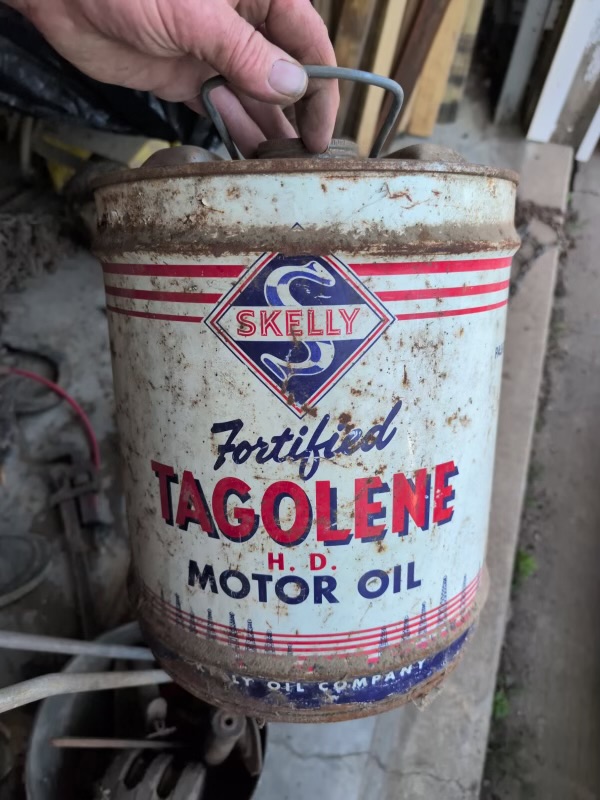 SKELLY
Fortified
TAGOLENE
H. D.
MOTOR OIL
OIL COMPANY